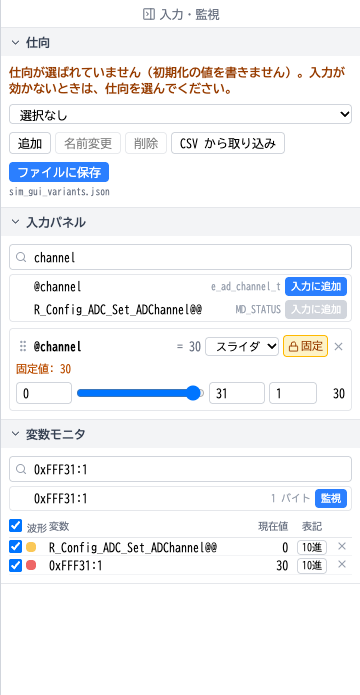 入力・監視
仕向
仕向が選ばれていません（初期化の値を書きません）。入力が
効かないときは、仕向を選んでください。
選択なし
追加 名前変更 削除 CSV から取り込み
ファイルに保存
sim_gui_variants.json
入力パネル
channel
@channel e_ad_channel_t 入力に追加
R_Config_ADC_Set_ADChannel@@ MD_STATUS 入力に追加
@channel = 30 スライダ 固定
固定値: 30
0 31 1 30
変数モニタ
0xFFF31:1
0xFFF31:1 1 バイト 監視
波形 変数 現在値 表記
R_Config_ADC_Set_ADChannel@@ 0 10進
0xFFF31:1 30 10進